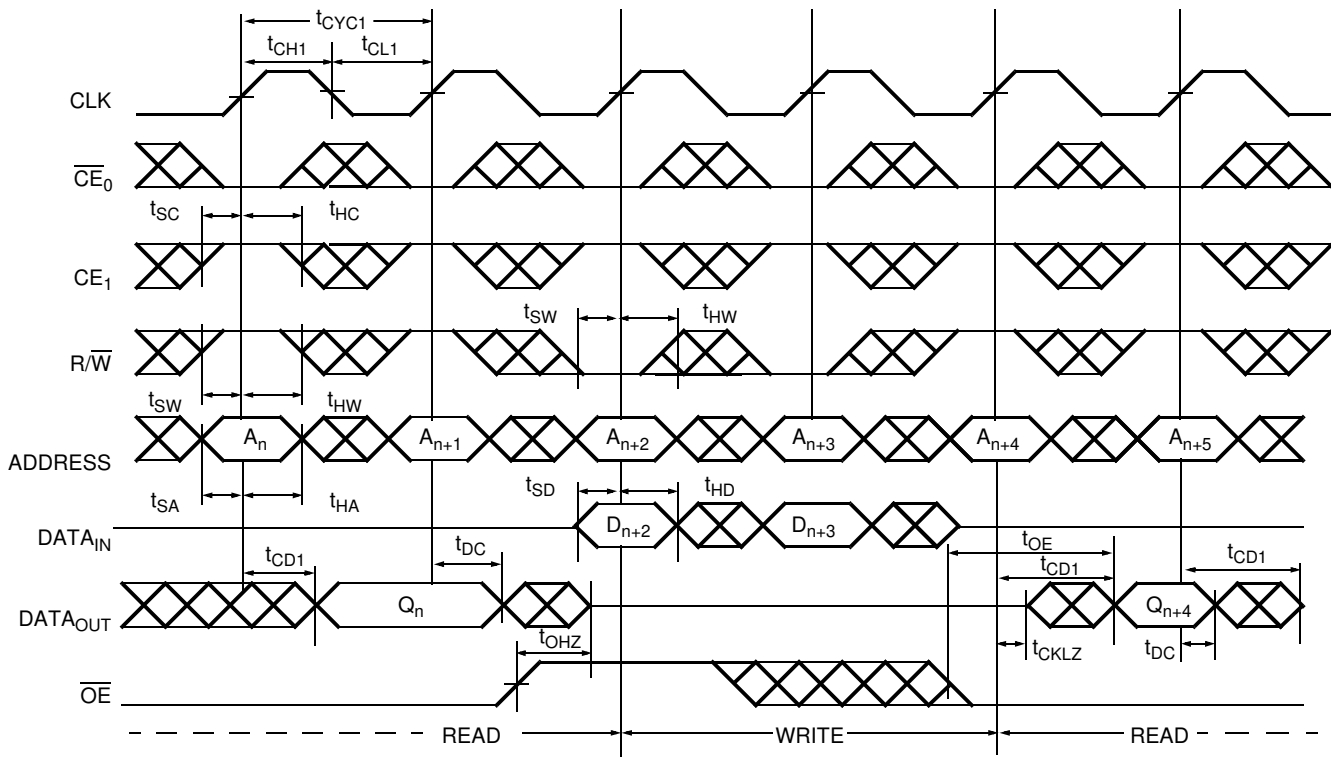 tCYC1
tCH1 tCL1
CLK
CE0
tSC tHC
CE1
tSW tHW
R/W
tSW tHW
An An+1 An+2 An+3 An+4 An+5
ADDRESS
tSA tHA tSD tHD
Dn+2 Dn+3
DATAIN
tOE
tCD1 tDC tCD1 tCD1
Qn Qn+4
DATAOUT
tOHZ tCKLZ tDC
OE
READ WRITE READ